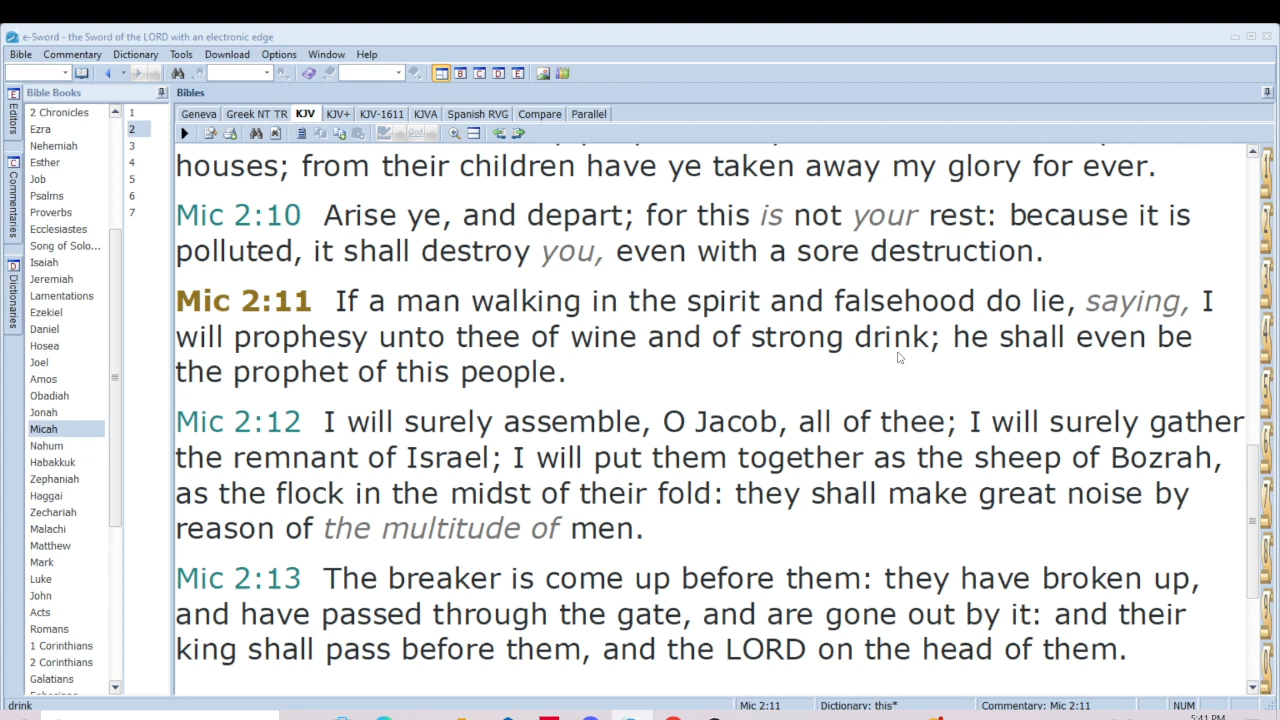 e-Sword - the Sword of the LORD with an electronic edge
Bible Commentary Dictionary Tools Download Options Window Help
B C D E
Bible Books
Bibles
Editors
Commentaries
Dictionaries
Geneva Greek NT TR KJV KJV+ KJV-1611 KJVA Spanish RVG Compare Parallel
2 Chronicles
Ezra
Nehemiah
Esther
Job
Psalms
Proverbs
Ecclesiastes
Song of Solo...
Isaiah
Jeremiah
Lamentations
Ezekiel
Daniel
Hosea
Joel
Amos
Obadiah
Jonah
Micah
Nahum
Habakkuk
Zephaniah
Haggai
Zechariah
Malachi
Matthew
Mark
Luke
John
Acts
Romans
1 Corinthians
2 Corinthians
Galatians
1
2
3
4
5
6
7
houses; from their children have ye taken away my glory for ever.
Mic 2:10 Arise ye, and depart; for this is not your rest: because it is
polluted, it shall destroy you, even with a sore destruction.
Mic 2:11 If a man walking in the spirit and falsehood do lie, saying, I
will prophesy unto thee of wine and of strong drink; he shall even be
the prophet of this people.
Mic 2:12 I will surely assemble, O Jacob, all of thee; I will surely gather
the remnant of Israel; I will put them together as the sheep of Bozrah,
as the flock in the midst of their fold: they shall make great noise by
reason of the multitude of men.
Mic 2:13 The breaker is come up before them: they have broken up,
and have passed through the gate, and are gone out by it: and their
king shall pass before them, and the LORD on the head of them.
drink
Mic 2:11
Dictionary: this*
Commentary: Mic 2:11
NUM
5:41 PM